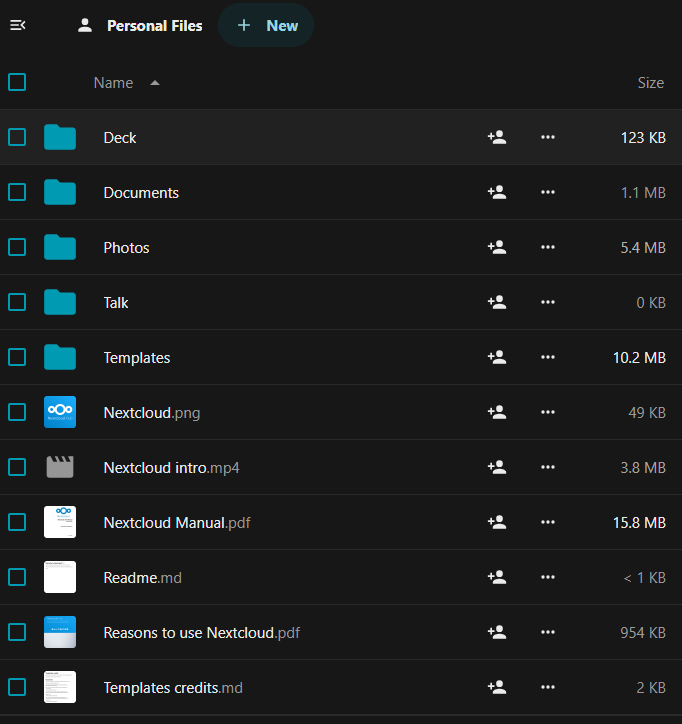 Personal Files + New
Name Size
Deck 123 KB
Documents 1.1 MB
Photos 5.4 MB
Talk 0 KB
Templates 10.2 MB
Nextcloud.png 49 KB
Nextcloud intro.mp4 3.8 MB
Nextcloud Manual.pdf 15.8 MB
Readme.md < 1 KB
Reasons to use Nextcloud.pdf 954 KB
Templates credits.md 2 KB